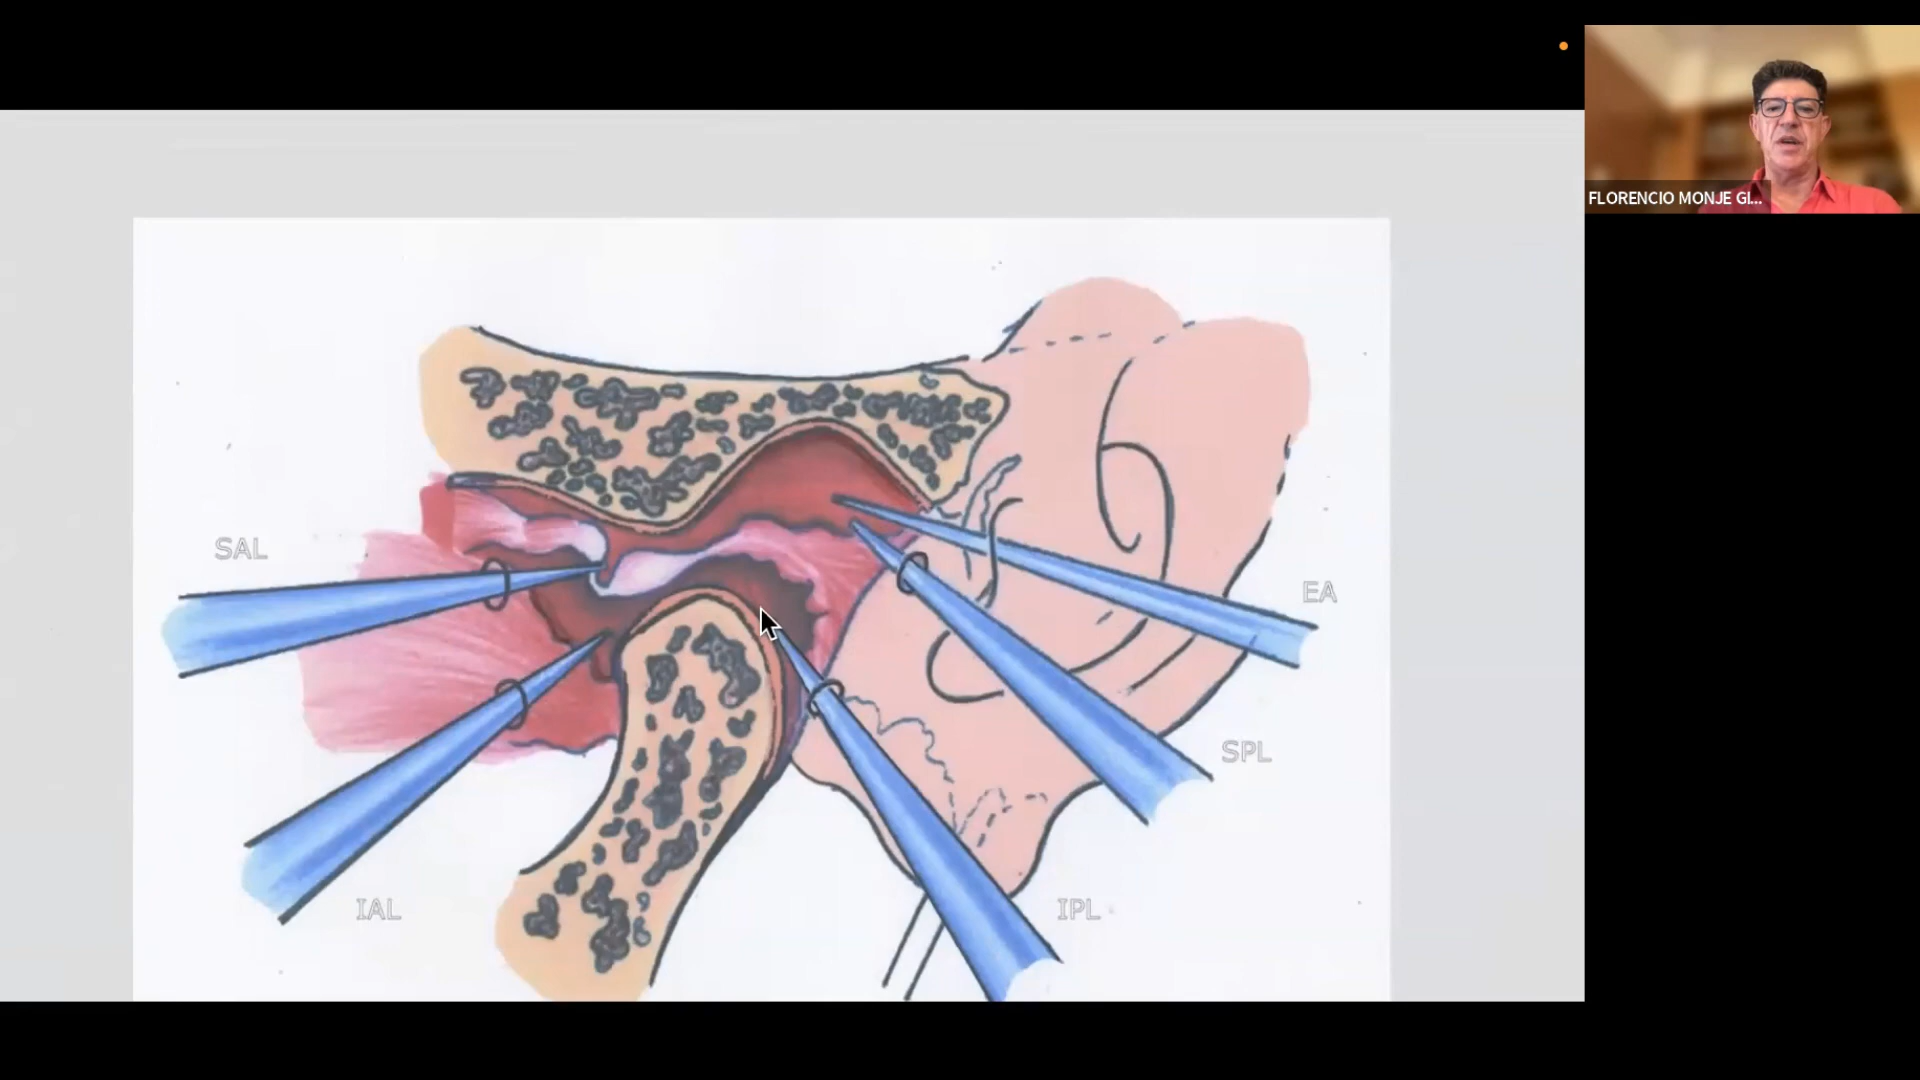 FLORENCIO MONJE GI...
SAL
EA
SPL
IAL
IPL